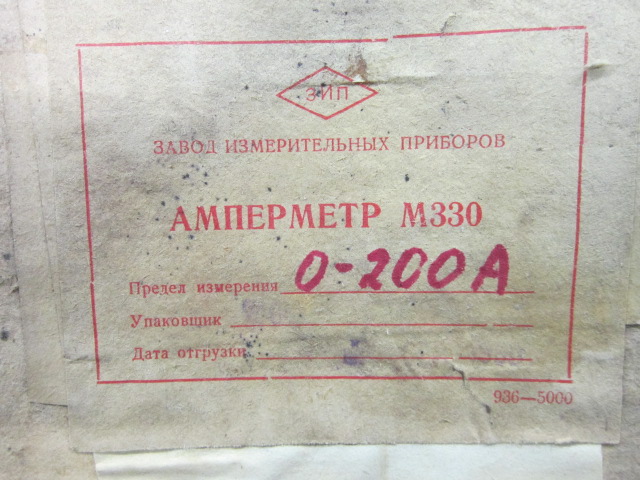 ЗИП
ЗАВОД ИЗМЕРИТЕЛЬНЫХ ПРИБОРОВ
АМПЕРМЕТР М330
Предел измерения 0-200А
Упаковщик
Дата отгрузки
936—5000